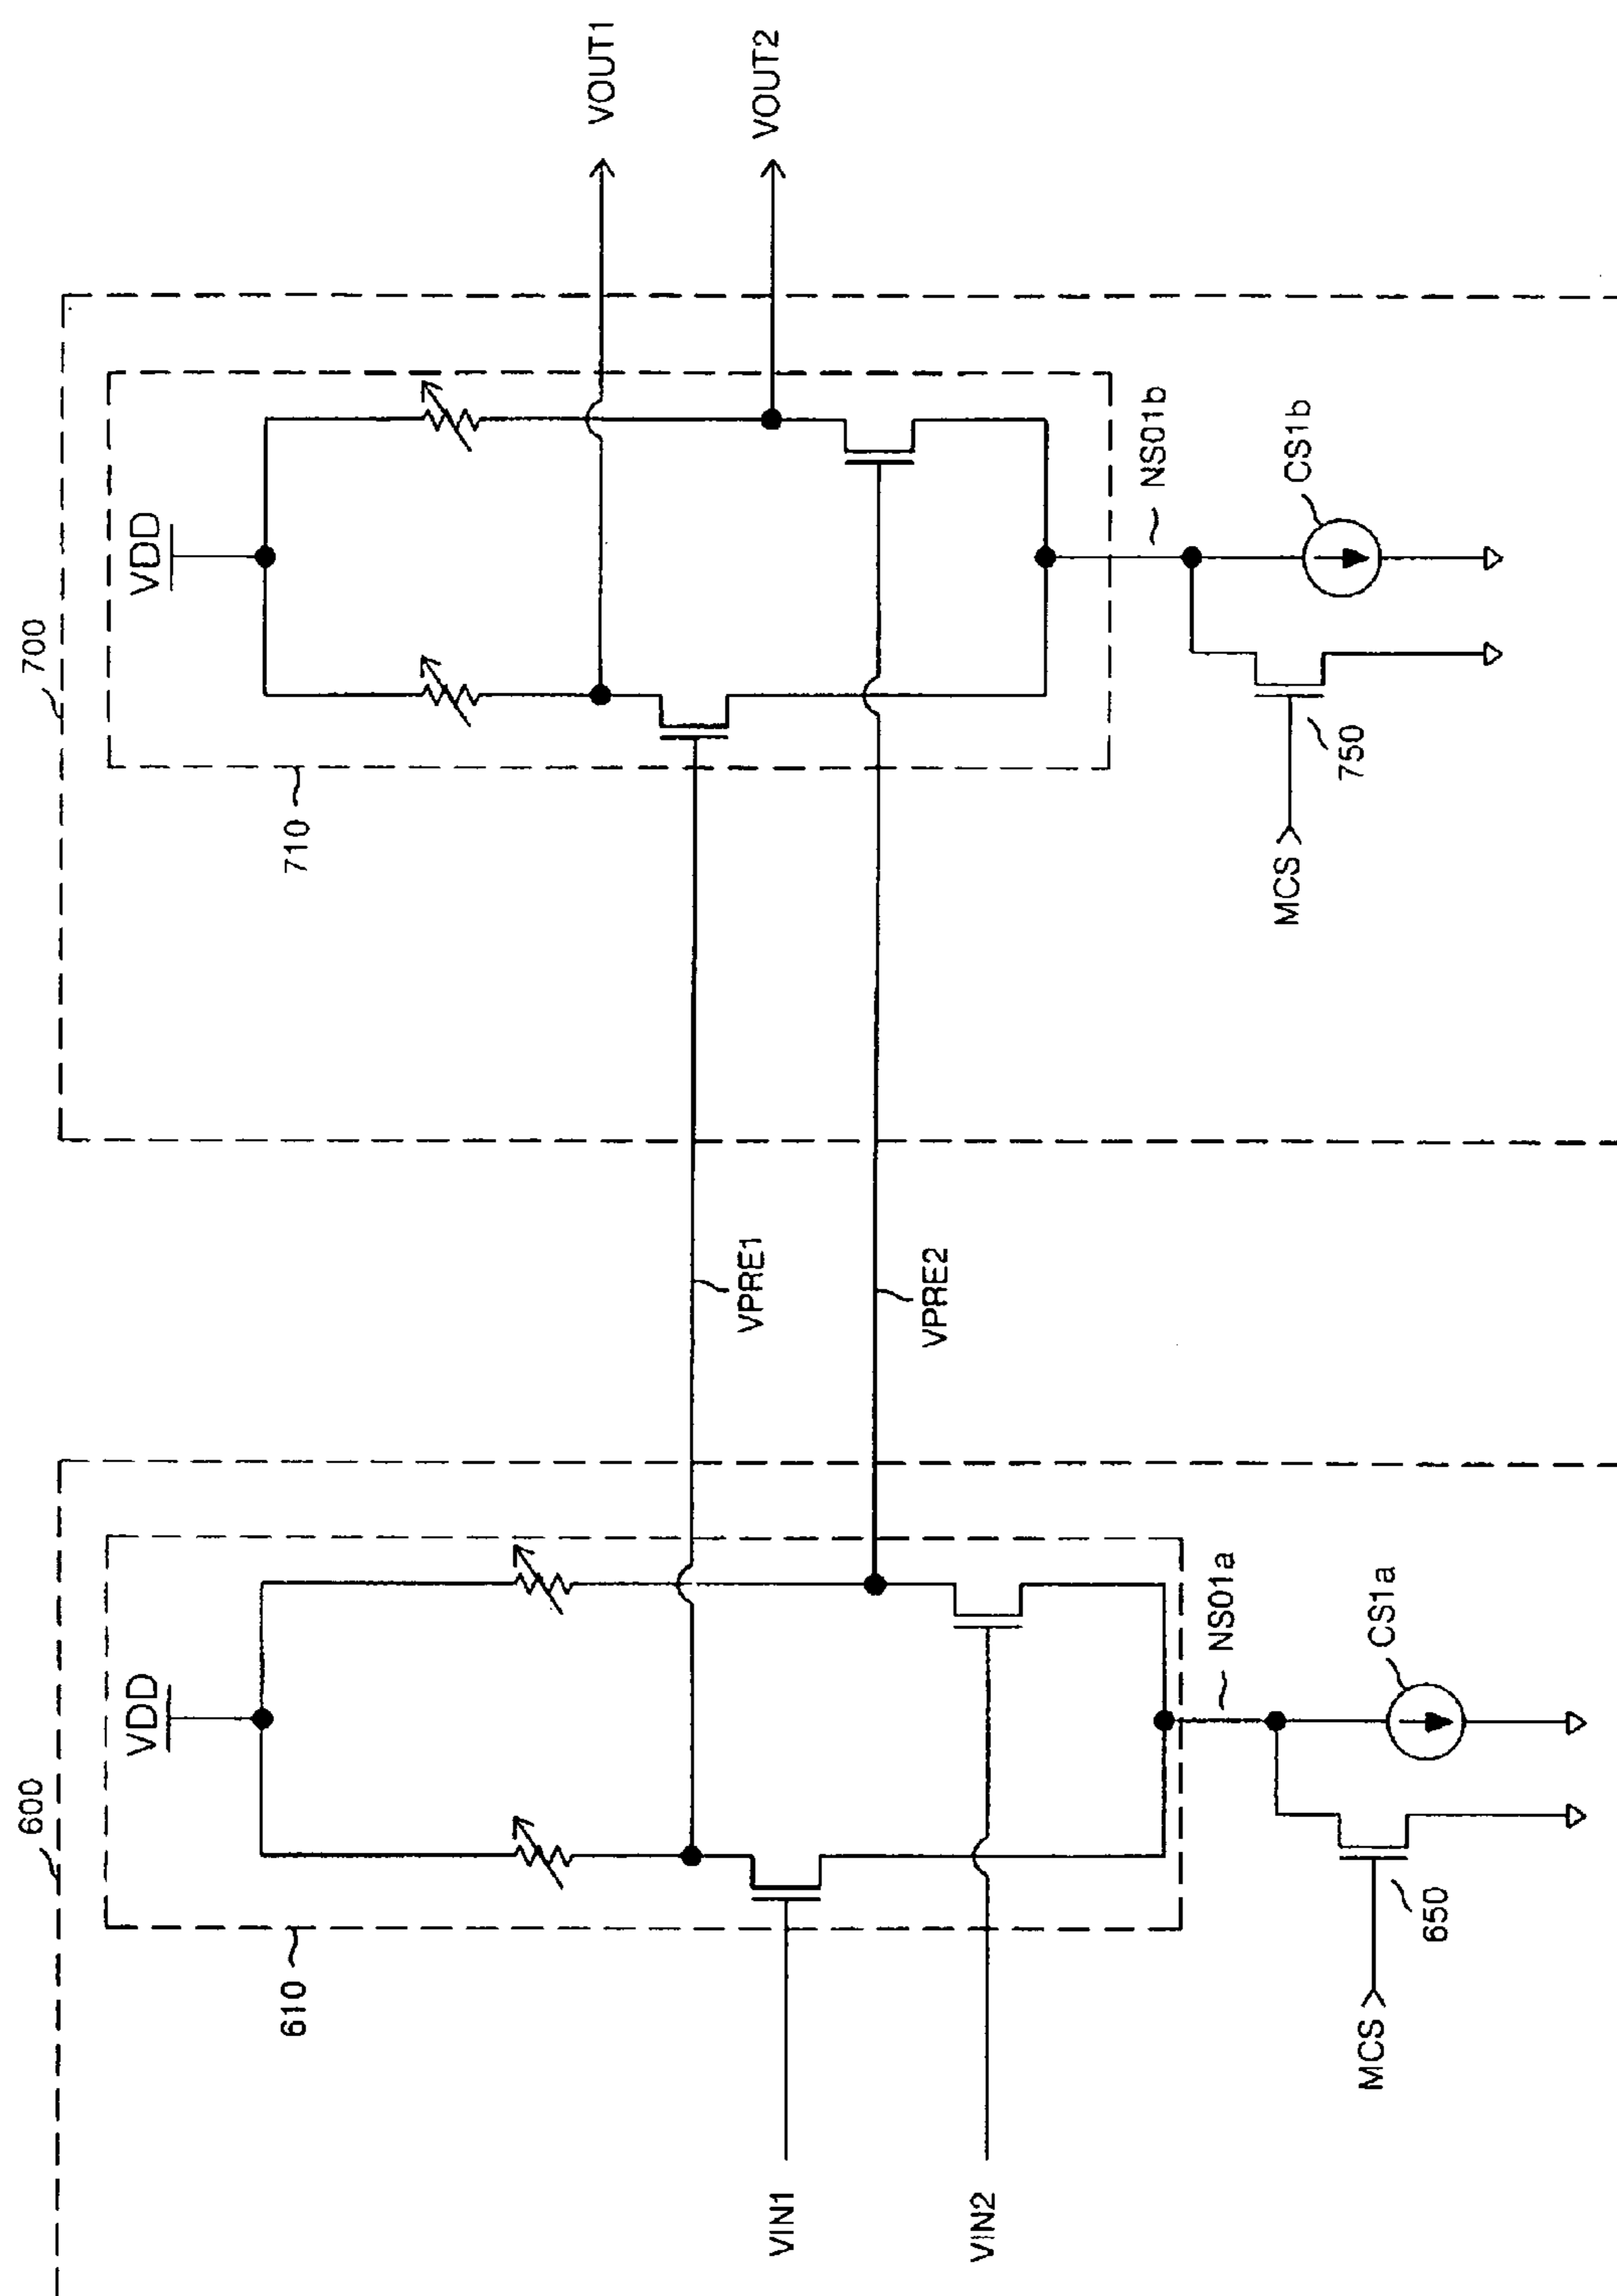 600
700
VDD
VDD
610
710
VOUT1
VOUT2
VPRE1
VPRE2
VIN1
VIN2
NS01a
NS01b
CS1a
CS1b
MCS
650
MCS
750